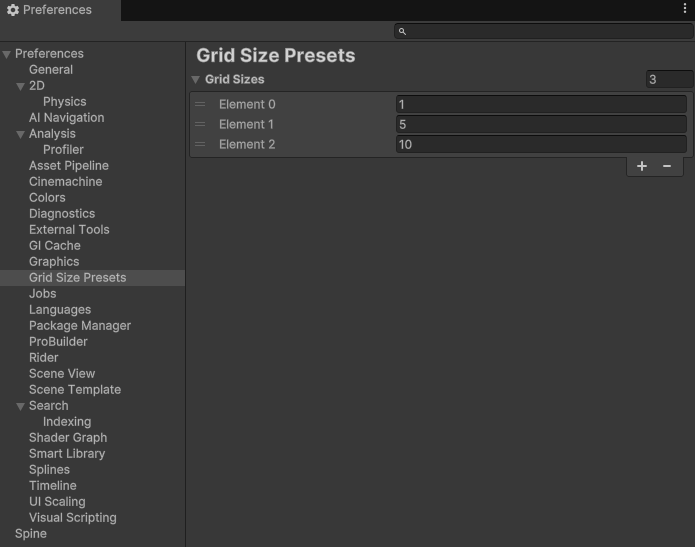 Preferences
Preferences
General
2D
Physics
AI Navigation
Analysis
Profiler
Asset Pipeline
Cinemachine
Colors
Diagnostics
External Tools
GI Cache
Graphics
Grid Size Presets
Jobs
Languages
Package Manager
ProBuilder
Rider
Scene View
Scene Template
Search
Indexing
Shader Graph
Smart Library
Splines
Timeline
UI Scaling
Visual Scripting
Spine
Grid Size Presets
Grid Sizes 3
Element 0 1
Element 1 5
Element 2 10
+ −